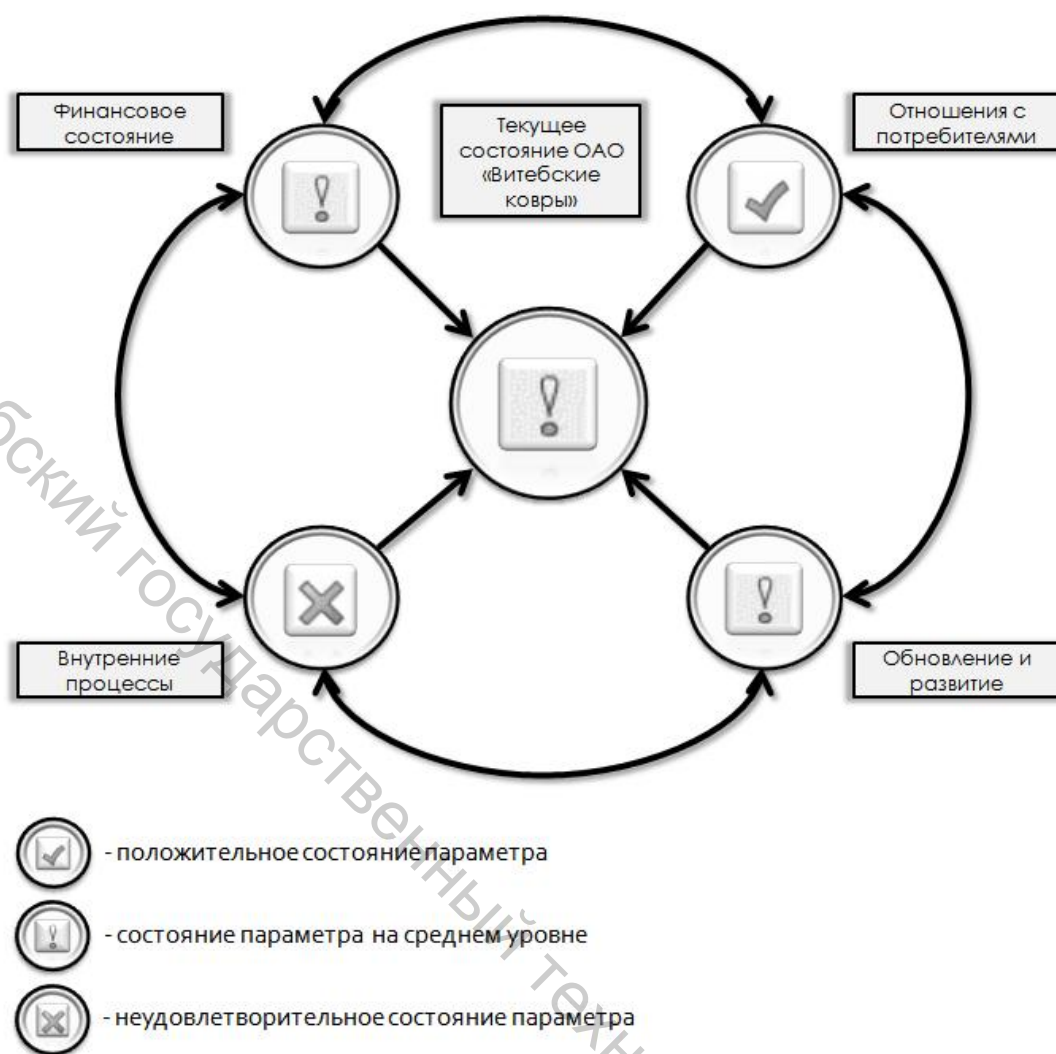 Финансовое
состояние
Текущее
состояние ОАО
«Витебские
ковры»
Отношения с
потребителями
Внутренние
процессы
Обновление и
развитие
- положительное состояние параметра
- состояние параметра на среднем уровне
- неудовлетворительное состояние параметра
государственный